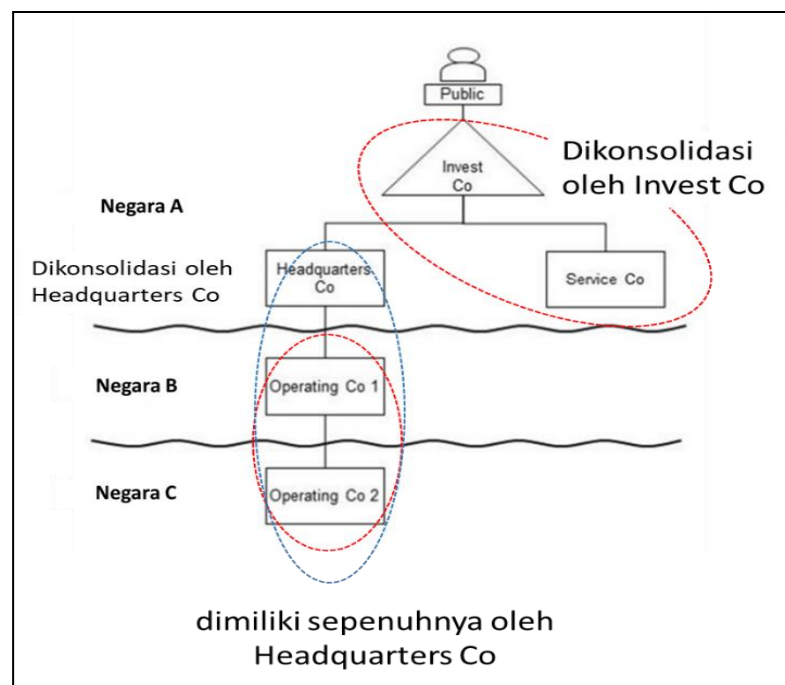 Public
Invest
Co
Dikonsolidasi
oleh Invest Co
Negara A
Dikonsolidasi oleh
Headquarters Co
Headquarters
Co
Service Co
Negara B
Operating Co 1
Negara C
Operating Co 2
dimiliki sepenuhnya oleh
Headquarters Co